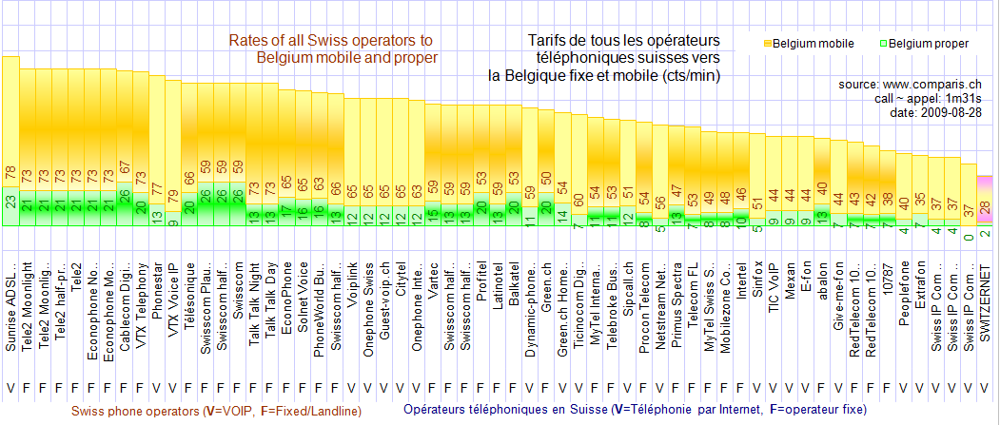 Rates of all Swiss operators to
Belgium mobile and proper
Tarifs de tous les opérateurs
téléphoniques suisses vers
la Belgique fixe et mobile (cts/min)
Belgium mobile
Belgium proper
source: www.comparis.ch
call ~ appel: 1m31s
date: 2009-08-28
78 73 73 73 73 73 73 67 73 77 79 66 59 59 59 73 73 65 65 63 66 65 65 65 65 65 59 59 59 53 59 53 59 50 54 60 54 53 51 54 56 47 53 49 48 46 51 44 44 44 40 44 43 42 38 40 35 37 37 37 28
23 21 21 21 21 21 21 26 20 13 9 20 26 26 26 13 13 17 16 16 13 12 12 12 12 12 15 13 13 20 13 20 11 20 14 7 11 11 12 8 5 13 7 8 8 10 5 9 9 9 13 7 7 7 7 4 7 4 4 0 2
Sunrise ADSL ..
Tele2 Moonlight
Tele2 Moonlig..
Tele2 half-pr..
Tele2
Econophone No..
Econophone Mo..
Cablecom Digi..
VTX Telephony
Phonestar
VTX Voice IP
Télésonique
Swisscom Plau..
Swisscom half..
Swisscom
Talk Talk Night
Talk Talk Day
EconoPhone
Solnet Voice
PhoneWorld Bu..
Swisscom half..
Voiplink
Onephone Swiss
Guest-voip.ch
Citytel
Onephone Inte..
Vartec
Swisscom half..
Swisscom half..
Profitel
Latinotel
Balkatel
Dynamic-phone..
Green.ch
Green.ch Home..
Ticinocom Dig..
MyTel Interna..
Telebroke Bus..
Sipcall.ch
Procon Telecom
Netstream Net..
Primus Spectra
Telecom FL
MyTel Swiss S..
Mobilezone Co..
Intertel
Sinfox
TIC VoIP
Mexan
E-fon
abalon
Give-me-fon
RedTelecom 10..
RedTelecom 10..
10787
Peoplefone
Extrafon
Swiss IP Com ..
Swiss IP Com ..
Swiss IP Com ..
SWITZERNET
V F F F F F F F F V V F F F F F F F F F F V V V V V F F F F F F V F V V F F V F V F F F F F V V V V F V F F F V V V V V V
Swiss phone operators (V=VOIP, F=Fixed/Landline)
Opérateurs téléphoniques en Suisse (V=Téléphonie par Internet, F=operateur fixe)